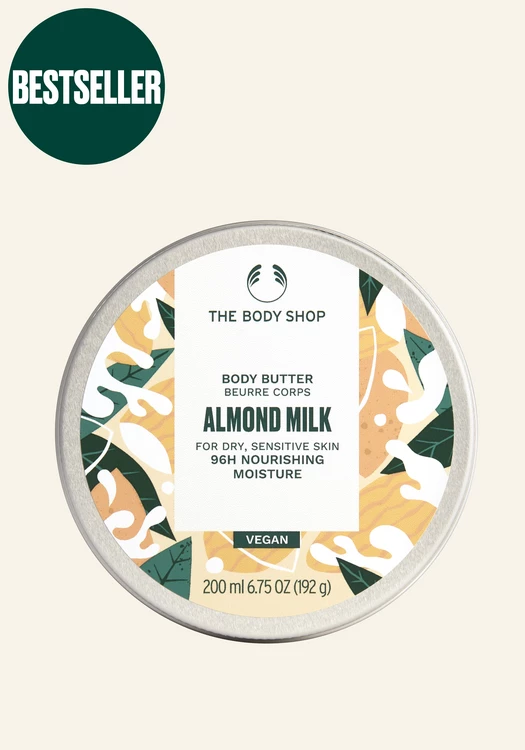 BESTSELLER
THE BODY SHOP
BODY BUTTER
BEURRE CORPS
ALMOND MILK
FOR DRY, SENSITIVE SKIN
96H NOURISHING
MOISTURE
VEGAN
200 ml 6.75 OZ (192 g)